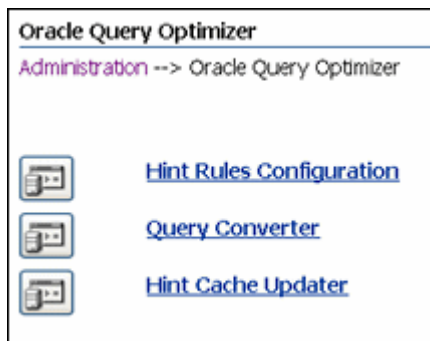 Oracle Query Optimizer
Administration --> Oracle Query Optimizer
Hint Rules Configuration
Query Converter
Hint Cache Updater